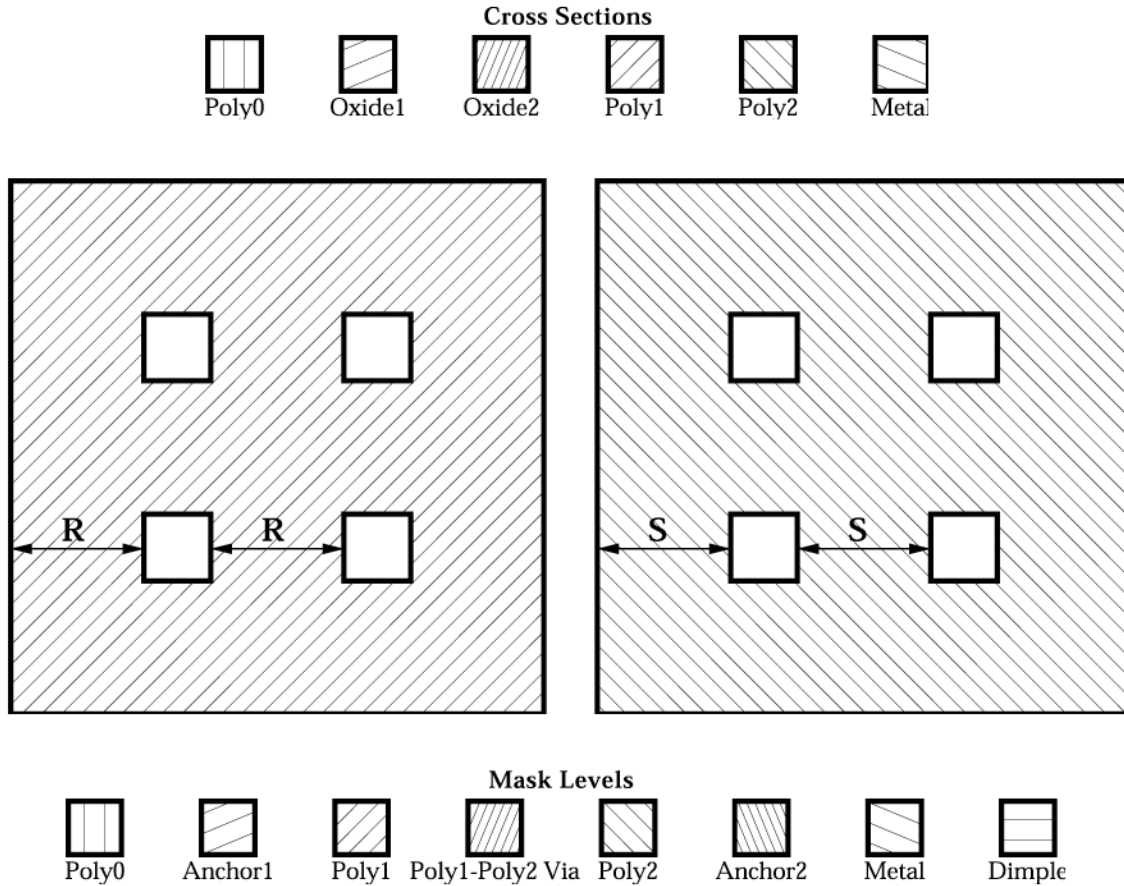 Cross Sections
Poly0 Oxide1 Oxide2 Poly1 Poly2 Metal
R R S S
Mask Levels
Poly0 Anchor1 Poly1 Poly1-Poly2 Via Poly2 Anchor2 Metal Dimple